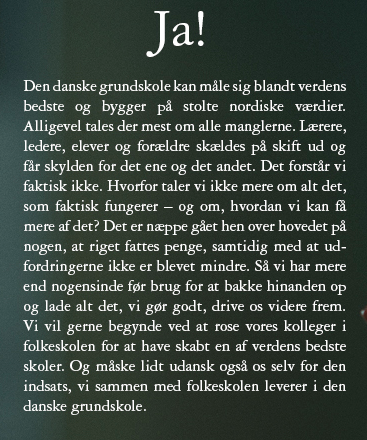 Ja!
Den danske grundskole kan måle sig blandt verdens
bedste og bygger på stolte nordiske værdier.
Alligevel tales der mest om alle manglerne. Lærere,
ledere, elever og forældre skældes på skift ud og
får skylden for det ene og det andet. Det forstår vi
faktisk ikke. Hvorfor taler vi ikke mere om alt det,
som faktisk fungerer – og om, hvordan vi kan få
mere af det? Det er næppe gået hen over hovedet på
nogen, at riget fattes penge, samtidig med at ud-
fordringerne ikke er blevet mindre. Så vi har mere
end nogensinde før brug for at bakke hinanden op
og lade alt det, vi gør godt, drive os videre frem.
Vi vil gerne begynde ved at rose vores kolleger i
folkeskolen for at have skabt en af verdens bedste
skoler. Og måske lidt udansk også os selv for den
indsats, vi sammen med folkeskolen leverer i den
danske grundskole.